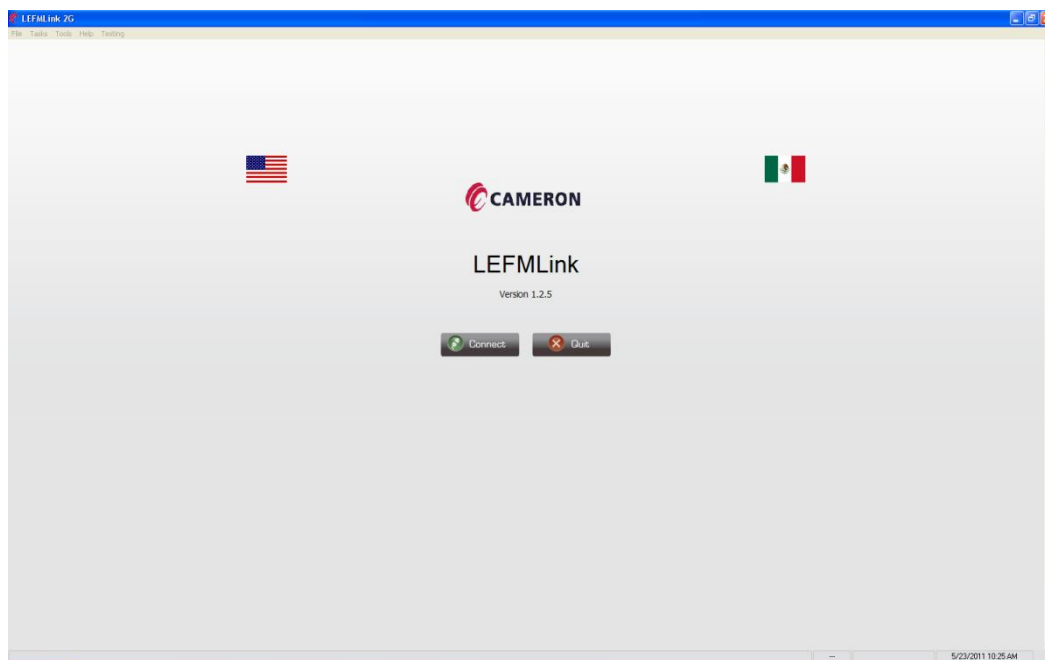 LEFMLink 2G
File Tasks Tools Help Testing
CAMERON
LEFMLink
Version 1.2.5
Connect Quit
--- 5/23/2011 10:25 AM